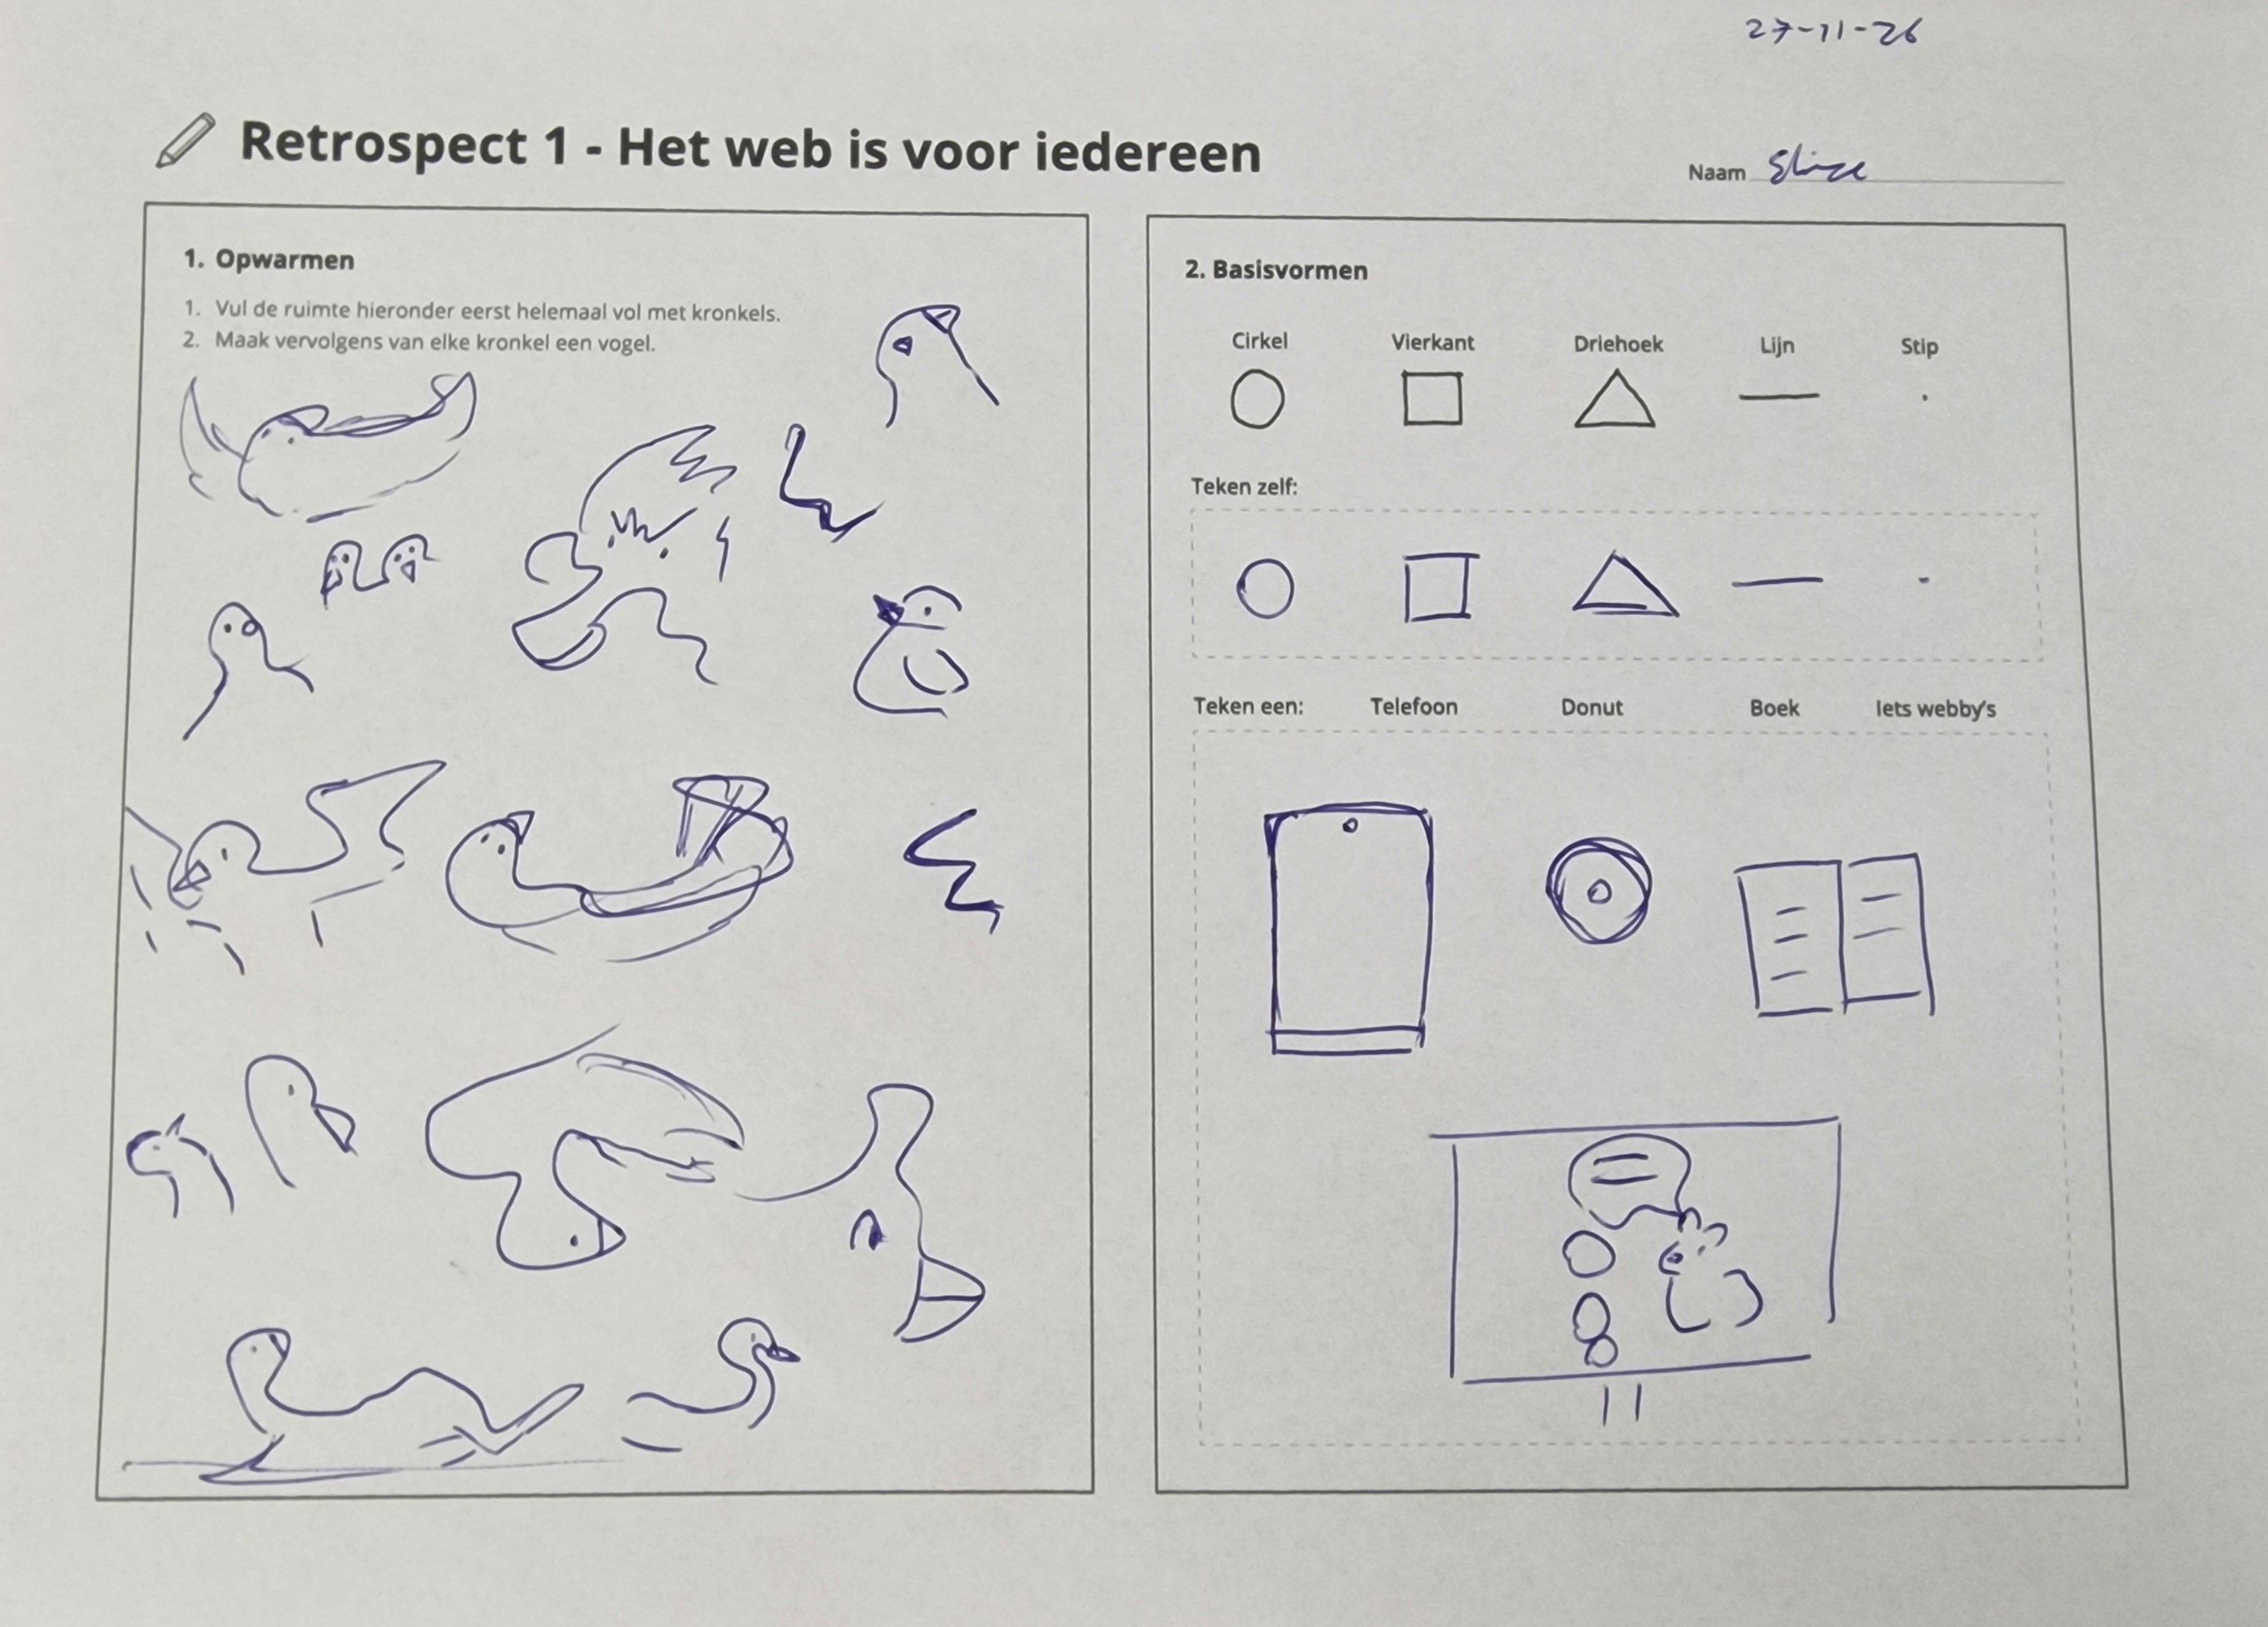 27-11-26
Retrospect 1 - Het web is voor iedereen
Naam
1. Opwarmen
1. Vul de ruimte hieronder eerst helemaal vol met kronkels.
2. Maak vervolgens van elke kronkel een vogel.
2. Basisvormen
Cirkel Vierkant Driehoek Lijn Stip
Teken zelf:
Teken een: Telefoon Donut Boek Iets webby's